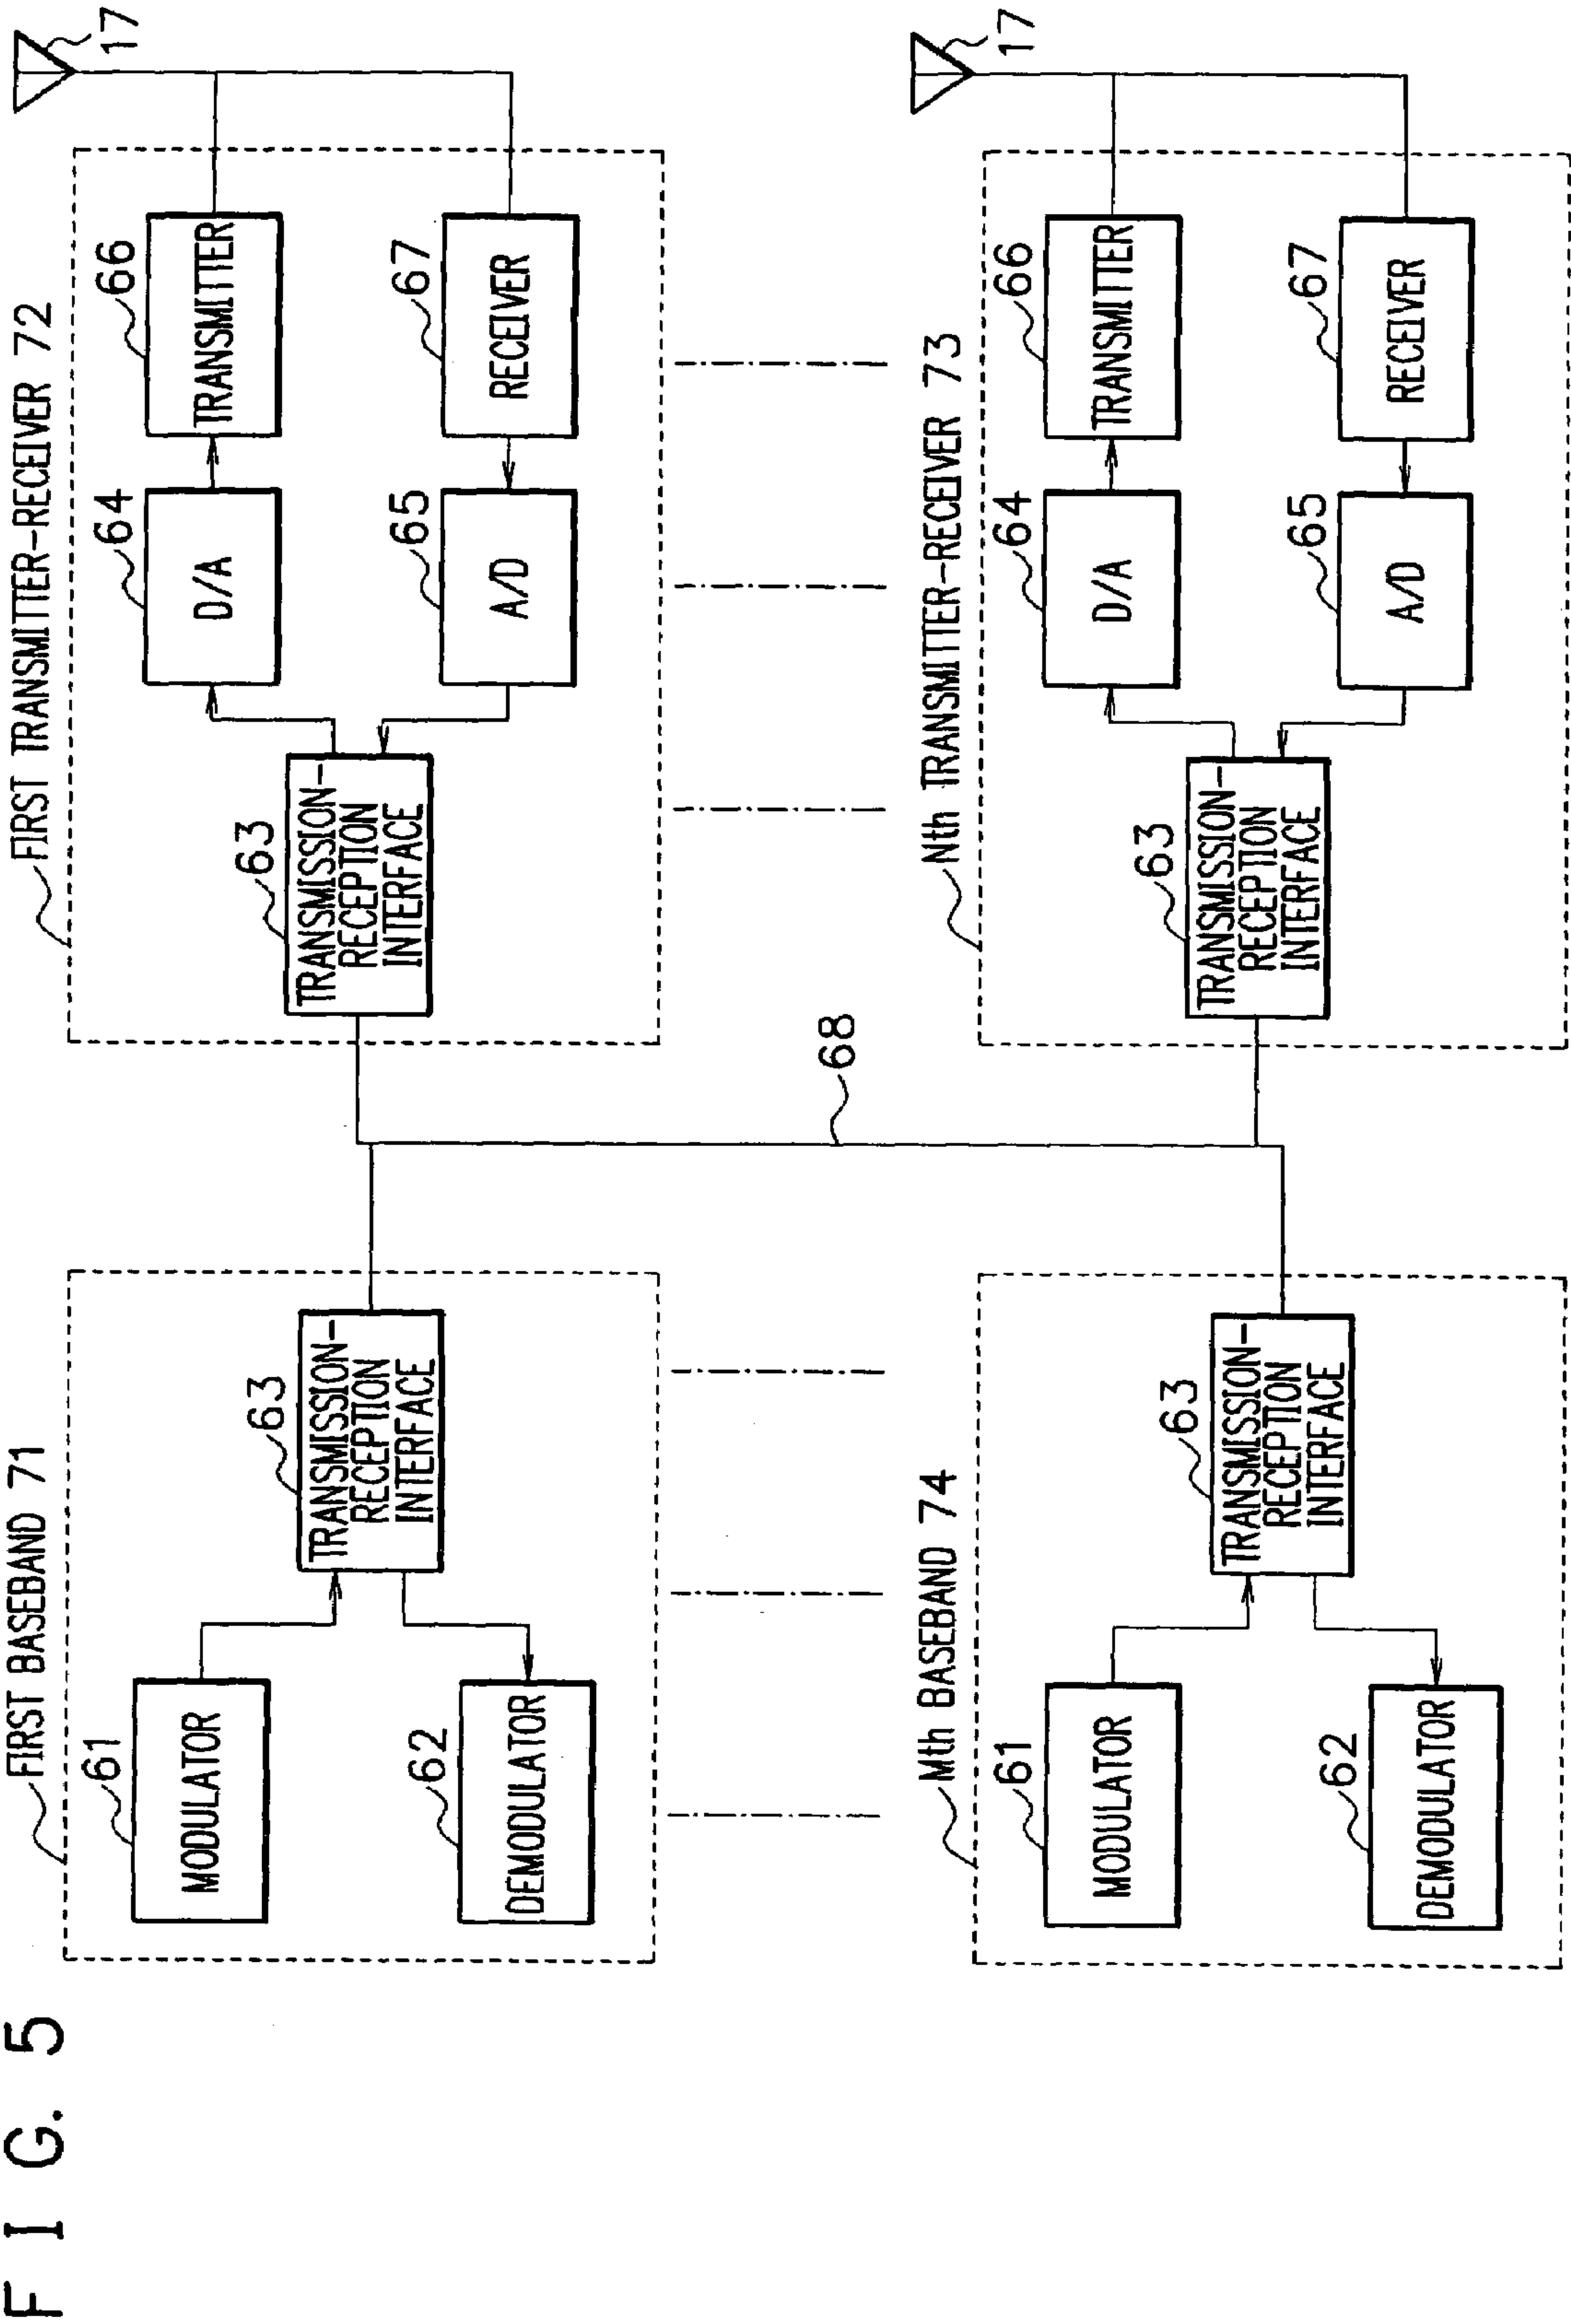 F I G. 5
FIRST BASEBAND 71
61
MODULATOR
62
DEMODULATOR
63
TRANSMISSION-
RECEPTION
INTERFACE
FIRST TRANSMITTER-RECEIVER 72
63
TRANSMISSION-
RECEPTION
INTERFACE
64
D/A
66
TRANSMITTER
65
A/D
67
RECEIVER
17
68
Mth BASEBAND 74
61
MODULATOR
62
DEMODULATOR
63
TRANSMISSION-
RECEPTION
INTERFACE
Nth TRANSMITTER-RECEIVER 73
63
TRANSMISSION-
RECEPTION
INTERFACE
64
D/A
66
TRANSMITTER
65
A/D
67
RECEIVER
17